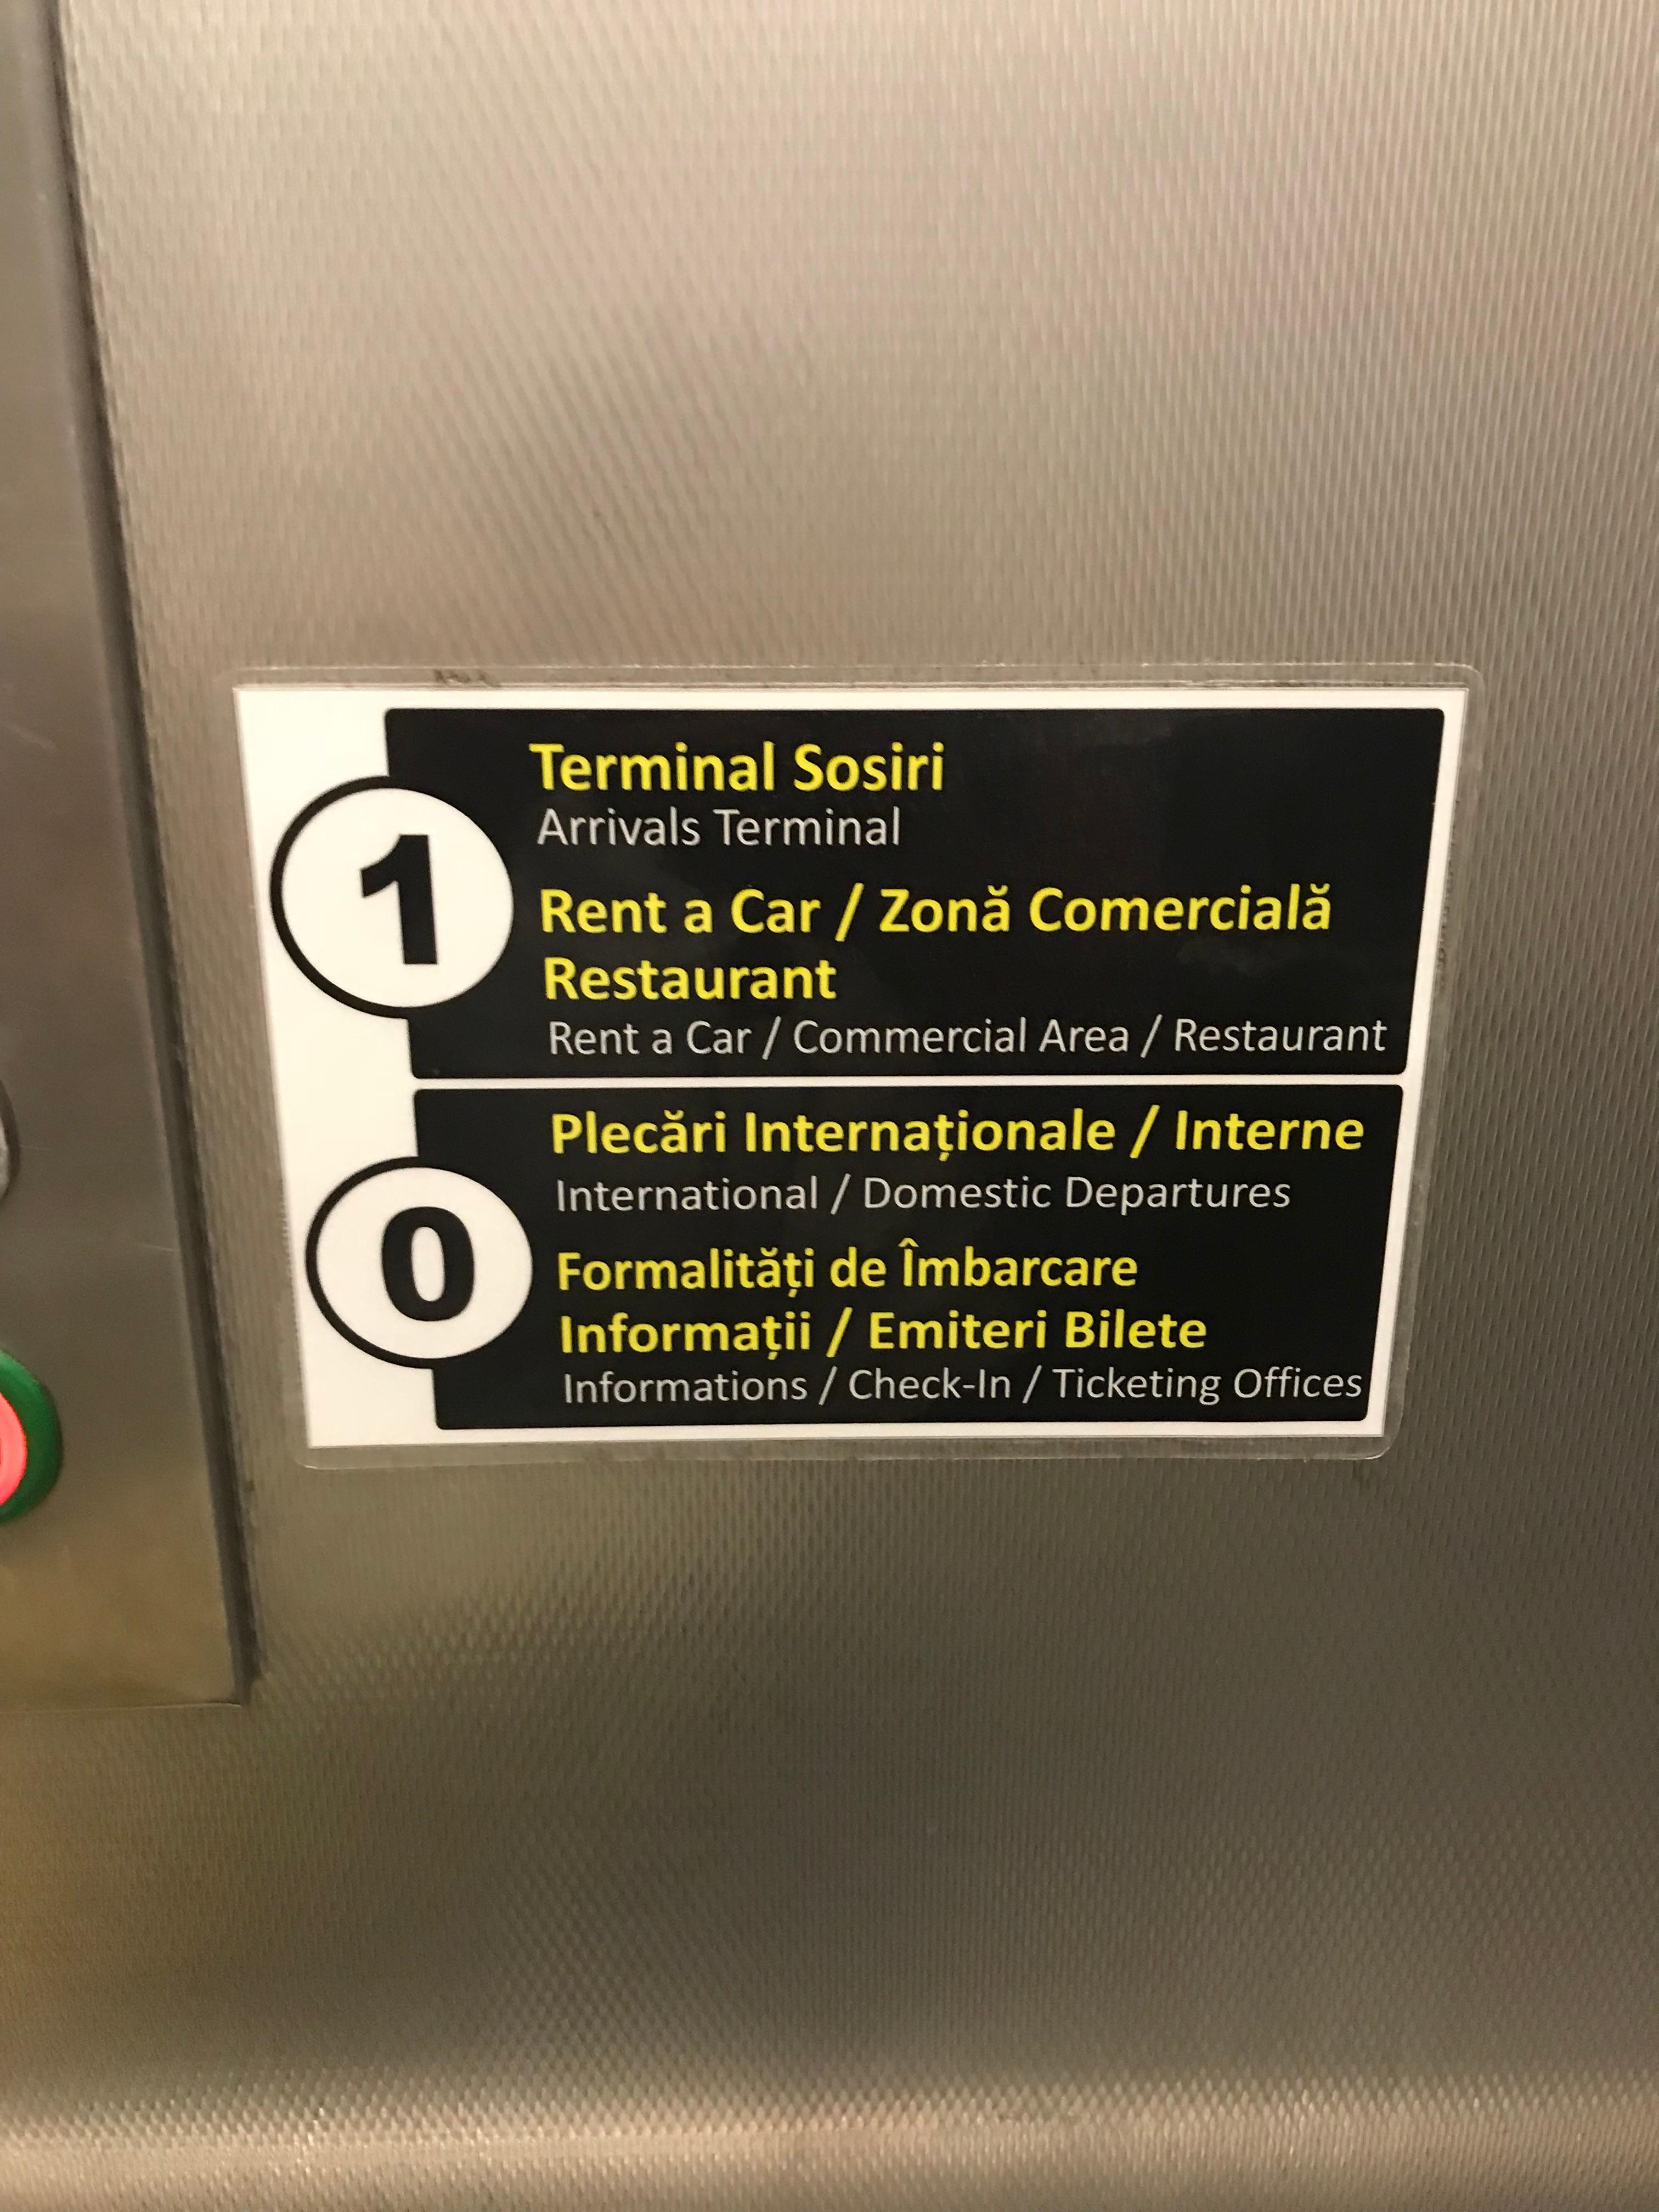 1
Terminal Sosiri
Arrivals Terminal
Rent a Car / Zonă Comercială
Restaurant
Rent a Car / Commercial Area / Restaurant
0
Plecări Internaționale / Interne
International / Domestic Departures
Formalități de Îmbarcare
Informații / Emiteri Bilete
Informations / Check-In / Ticketing Offices